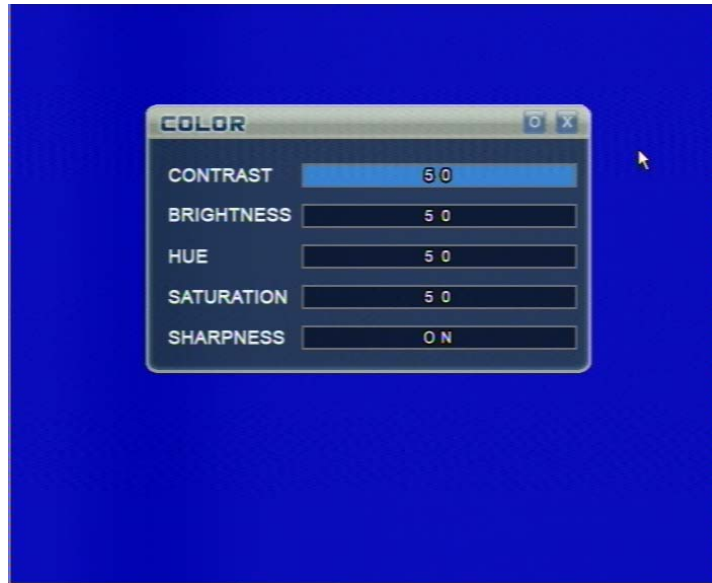 COLOR O X
CONTRAST 50
BRIGHTNESS 50
HUE 50
SATURATION 50
SHARPNESS ON